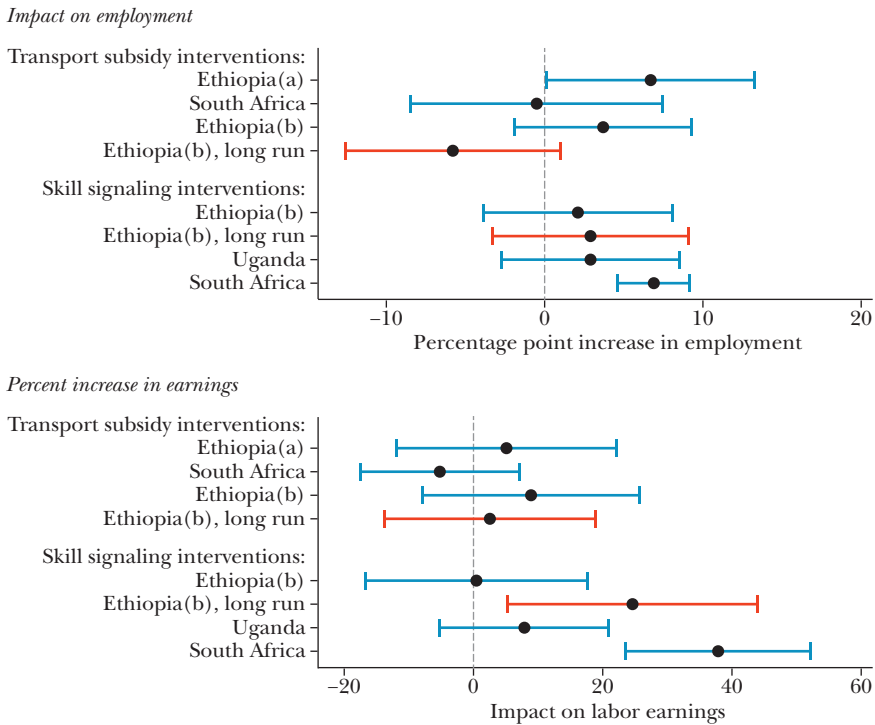 Impact on employment
Transport subsidy interventions:
Ethiopia(a)
South Africa
Ethiopia(b)
Ethiopia(b), long run
Skill signaling interventions:
Ethiopia(b)
Ethiopia(b), long run
Uganda
South Africa
−10 0 10 20
Percentage point increase in employment
Percent increase in earnings
Transport subsidy interventions:
Ethiopia(a)
South Africa
Ethiopia(b)
Ethiopia(b), long run
Skill signaling interventions:
Ethiopia(b)
Ethiopia(b), long run
Uganda
South Africa
−20 0 20 40 60
Impact on labor earnings